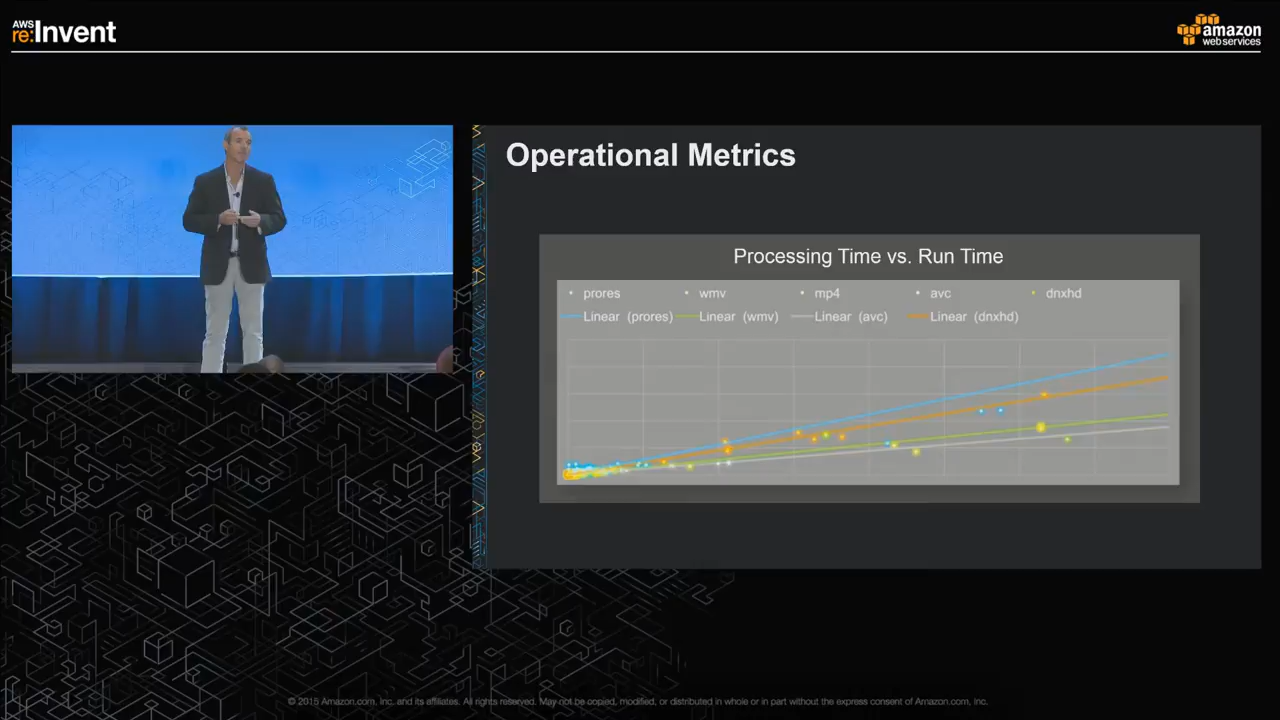 AWS
re:Invent
amazon
web services
Operational Metrics
Processing Time vs. Run Time
prores wmv mp4 avc dnxhd
Linear (prores) Linear (wmv) Linear (avc) Linear (dnxhd)
© 2015 Amazon.com, Inc. and its affiliates. All rights reserved. May not be copied, modified, or distributed in whole or in part without the express consent of Amazon.com, Inc.